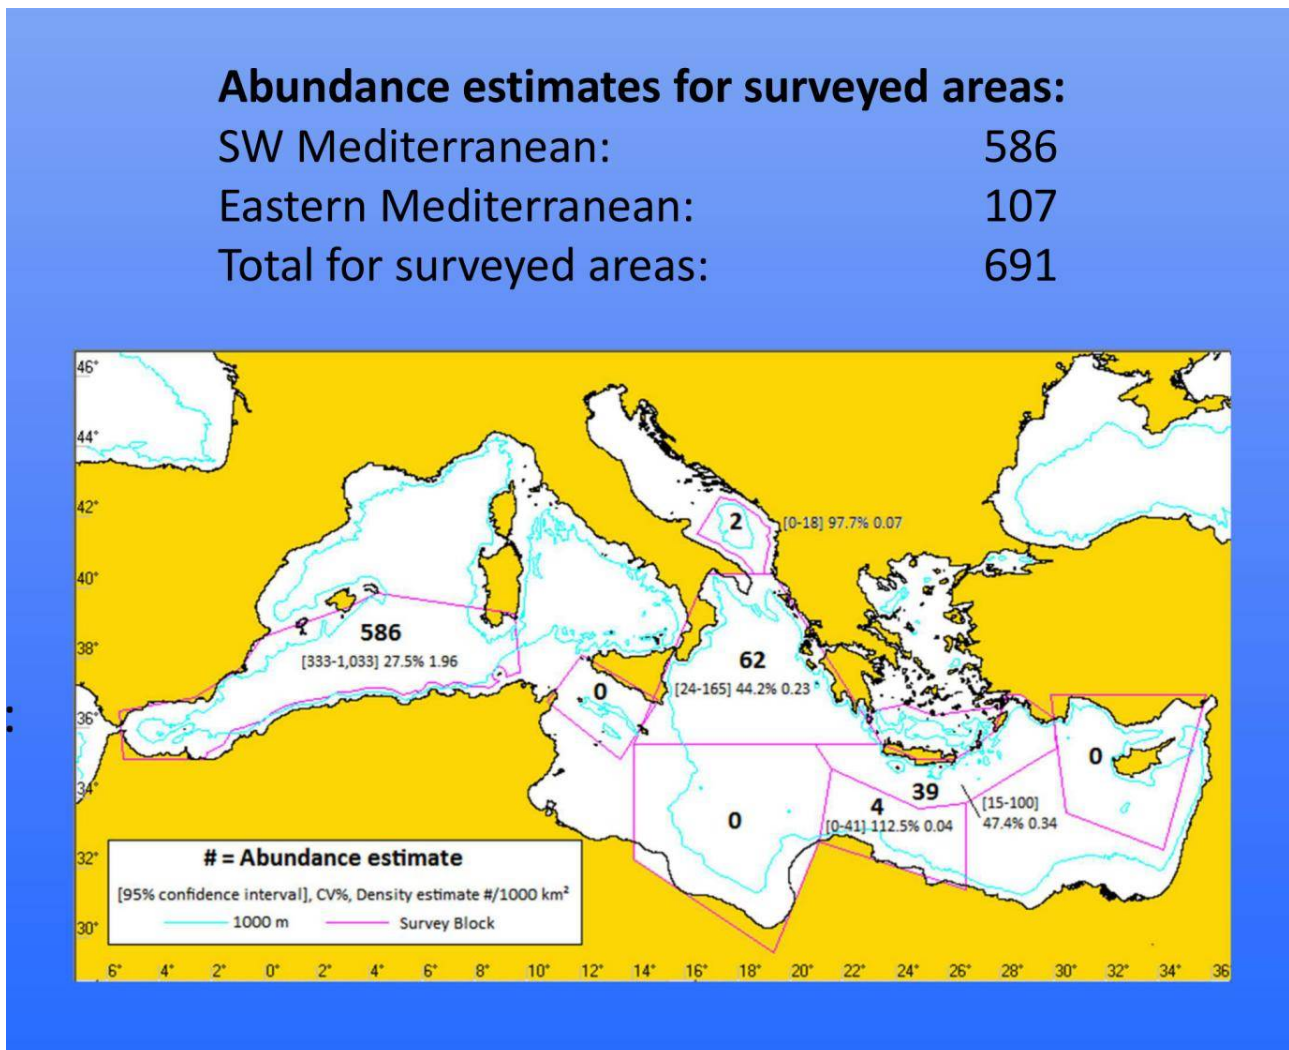 Abundance estimates for surveyed areas:
SW Mediterranean: 586
Eastern Mediterranean: 107
Total for surveyed areas: 691
:
46°
44°
42°
40°
38°
36°
34°
32°
30°
2
[0-18] 97.7% 0.07
586
[333-1,033] 27.5% 1.96
62
[24-165] 44.2% 0.23
0
0
0
39
[15-100]
47.4% 0.34
4
[0-41] 112.5% 0.04
# = Abundance estimate
[95% confidence interval], CV%, Density estimate #/1000 km²
1000 m Survey Block
6° 4° 2° 0° 2° 4° 6° 8° 10° 12° 14° 16° 18° 20° 22° 24° 26° 28° 30° 32° 34° 36